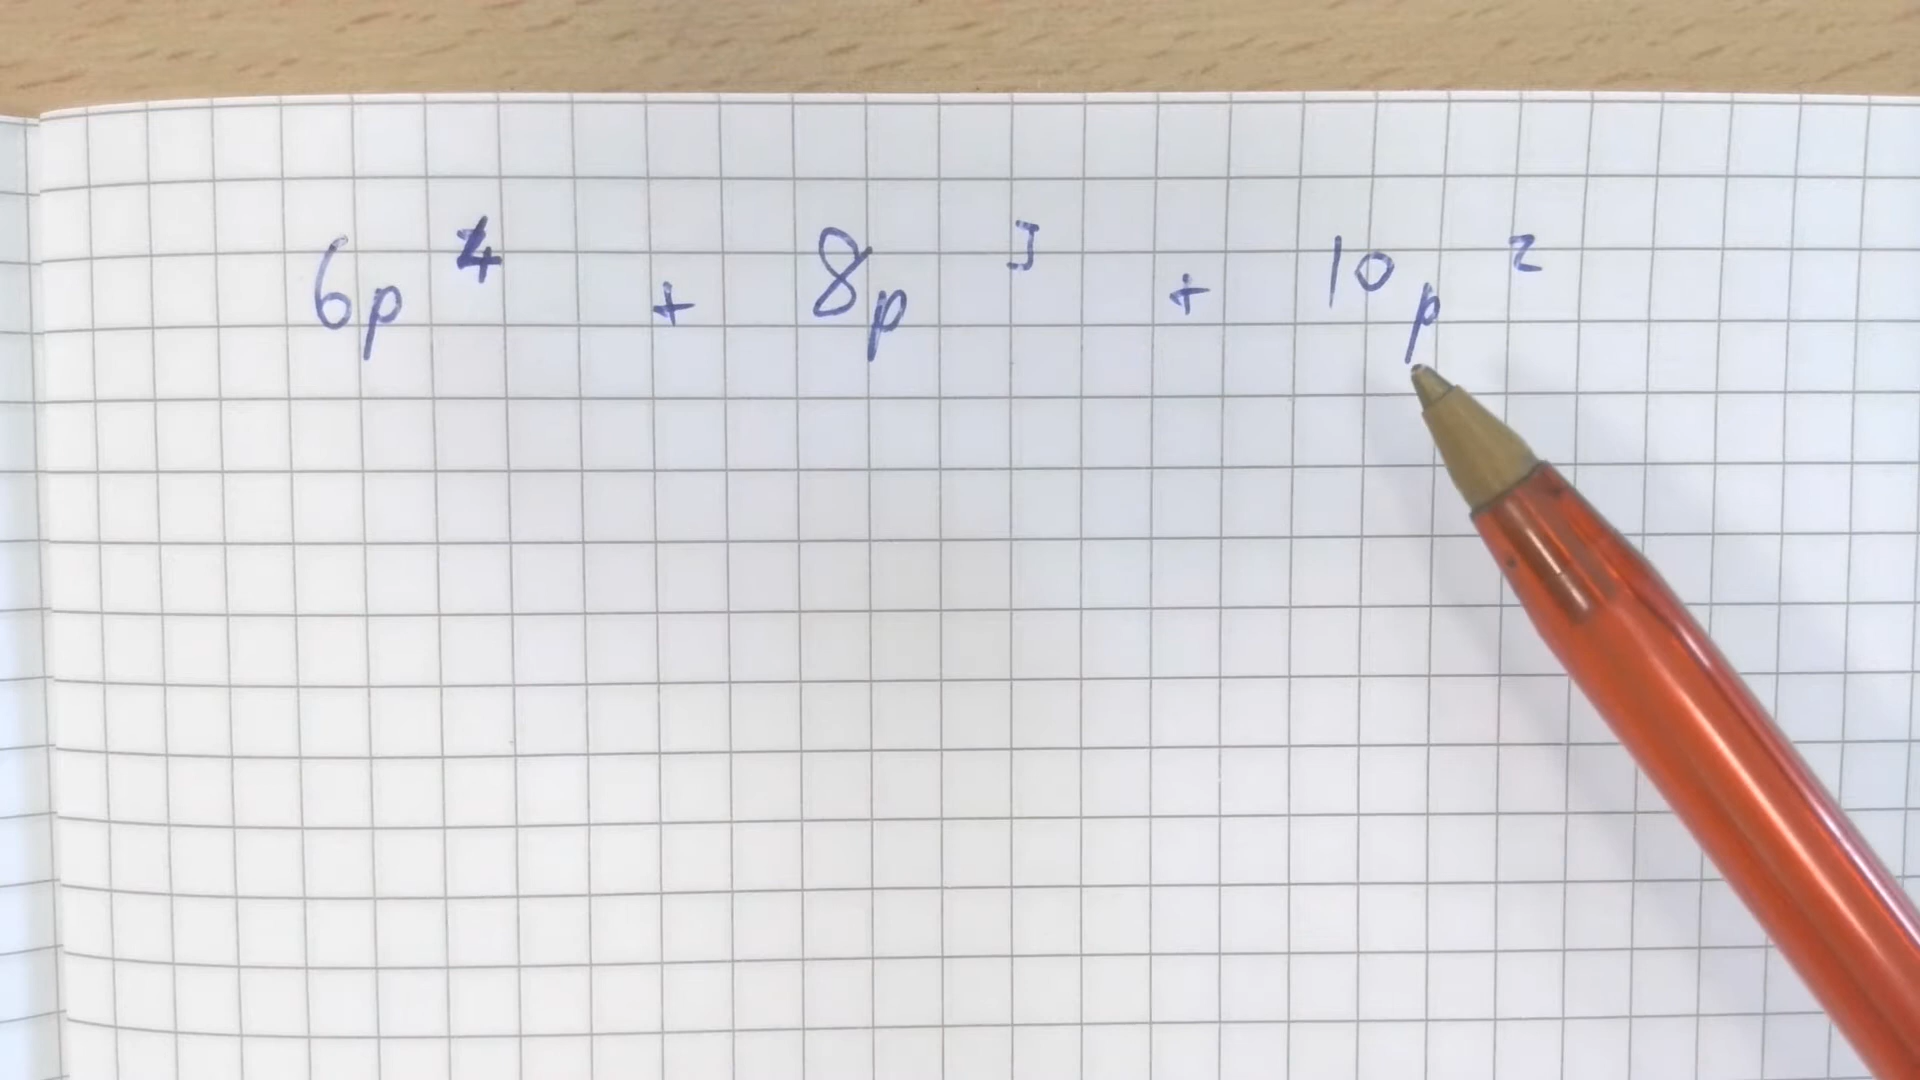 6p⁴ + 8p³ + 10p²